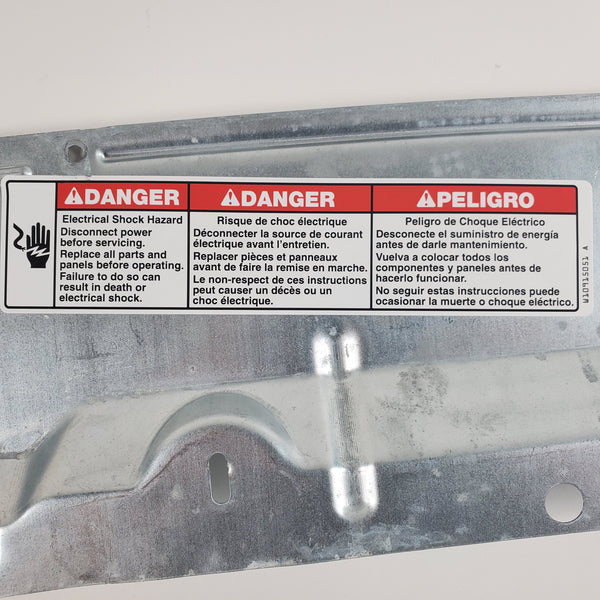 DANGER
Electrical Shock Hazard
Disconnect power
before servicing.
Replace all parts and
panels before operating.
Failure to do so can
result in death or
electrical shock.
DANGER
Risque de choc électrique
Déconnecter la source de courant
électrique avant l'entretien.
Replacer pièces et panneaux
avant de faire la remise en marche.
Le non-respect de ces instructions
peut causer un décès ou un
choc électrique.
PELIGRO
Peligro de Choque Eléctrico
Desconecte el suministro de energía
antes de darle mantenimiento.
Vuelva a colocar todos los
componentes y paneles antes de
hacerlo funcionar.
No seguir estas instrucciones puede
ocasionar la muerte o choque eléctrico.
W10915051 A